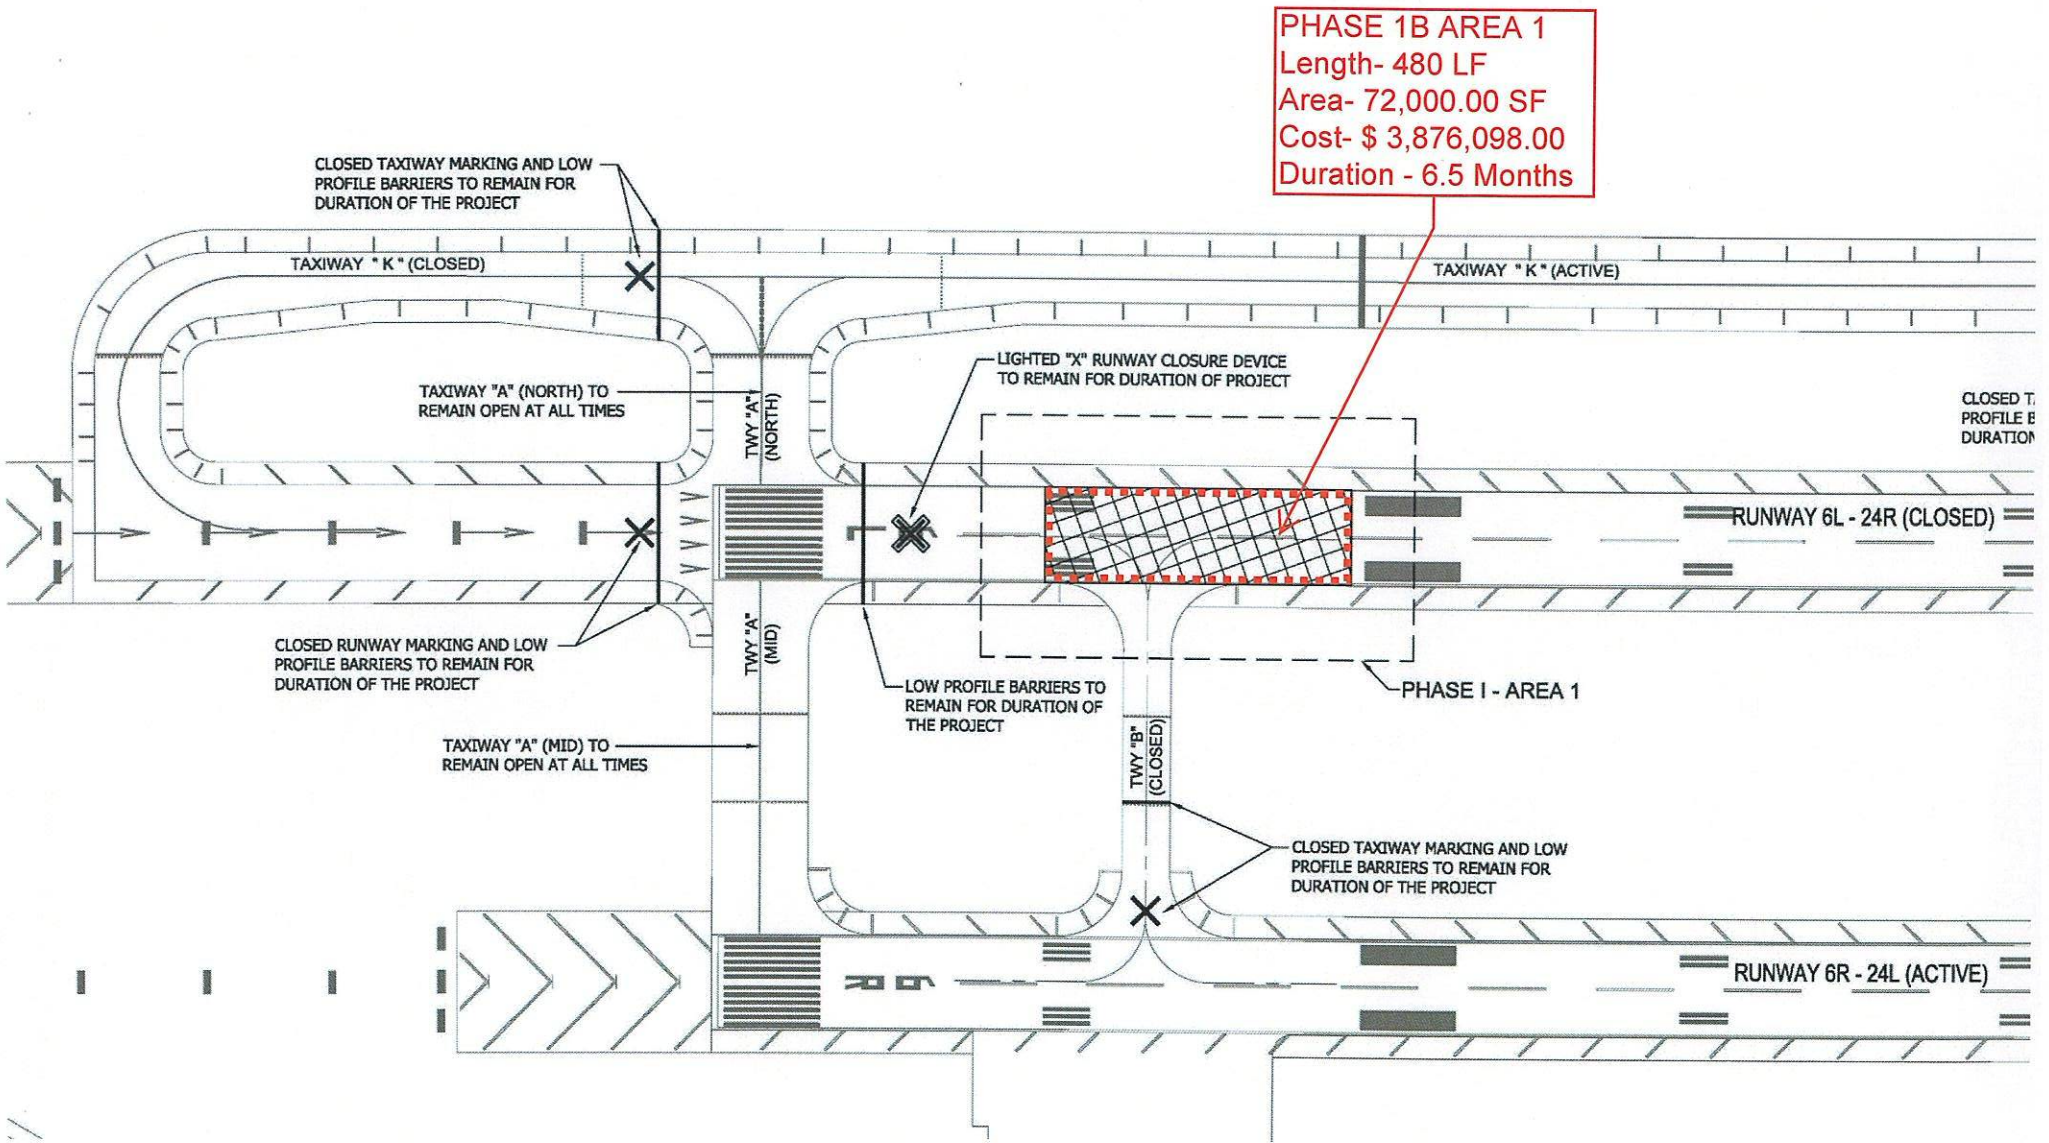 PHASE 1B AREA 1
Length- 480 LF
Area- 72,000.00 SF
Cost- $ 3,876,098.00
Duration - 6.5 Months
CLOSED TAXIWAY MARKING AND LOW
PROFILE BARRIERS TO REMAIN FOR
DURATION OF THE PROJECT
TAXIWAY "K" (CLOSED)
TAXIWAY "K" (ACTIVE)
LIGHTED "X" RUNWAY CLOSURE DEVICE
TO REMAIN FOR DURATION OF PROJECT
TAXIWAY "A" (NORTH) TO
REMAIN OPEN AT ALL TIMES
TWY "A"
(NORTH)
CLOSED T
PROFILE B
DURATION
RUNWAY 6L - 24R (CLOSED)
CLOSED RUNWAY MARKING AND LOW
PROFILE BARRIERS TO REMAIN FOR
DURATION OF THE PROJECT
TWY "A"
(MID)
LOW PROFILE BARRIERS TO
REMAIN FOR DURATION OF
THE PROJECT
PHASE I - AREA 1
TAXIWAY "A" (MID) TO
REMAIN OPEN AT ALL TIMES
TWY "B"
(CLOSED)
CLOSED TAXIWAY MARKING AND LOW
PROFILE BARRIERS TO REMAIN FOR
DURATION OF THE PROJECT
RUNWAY 6R - 24L (ACTIVE)